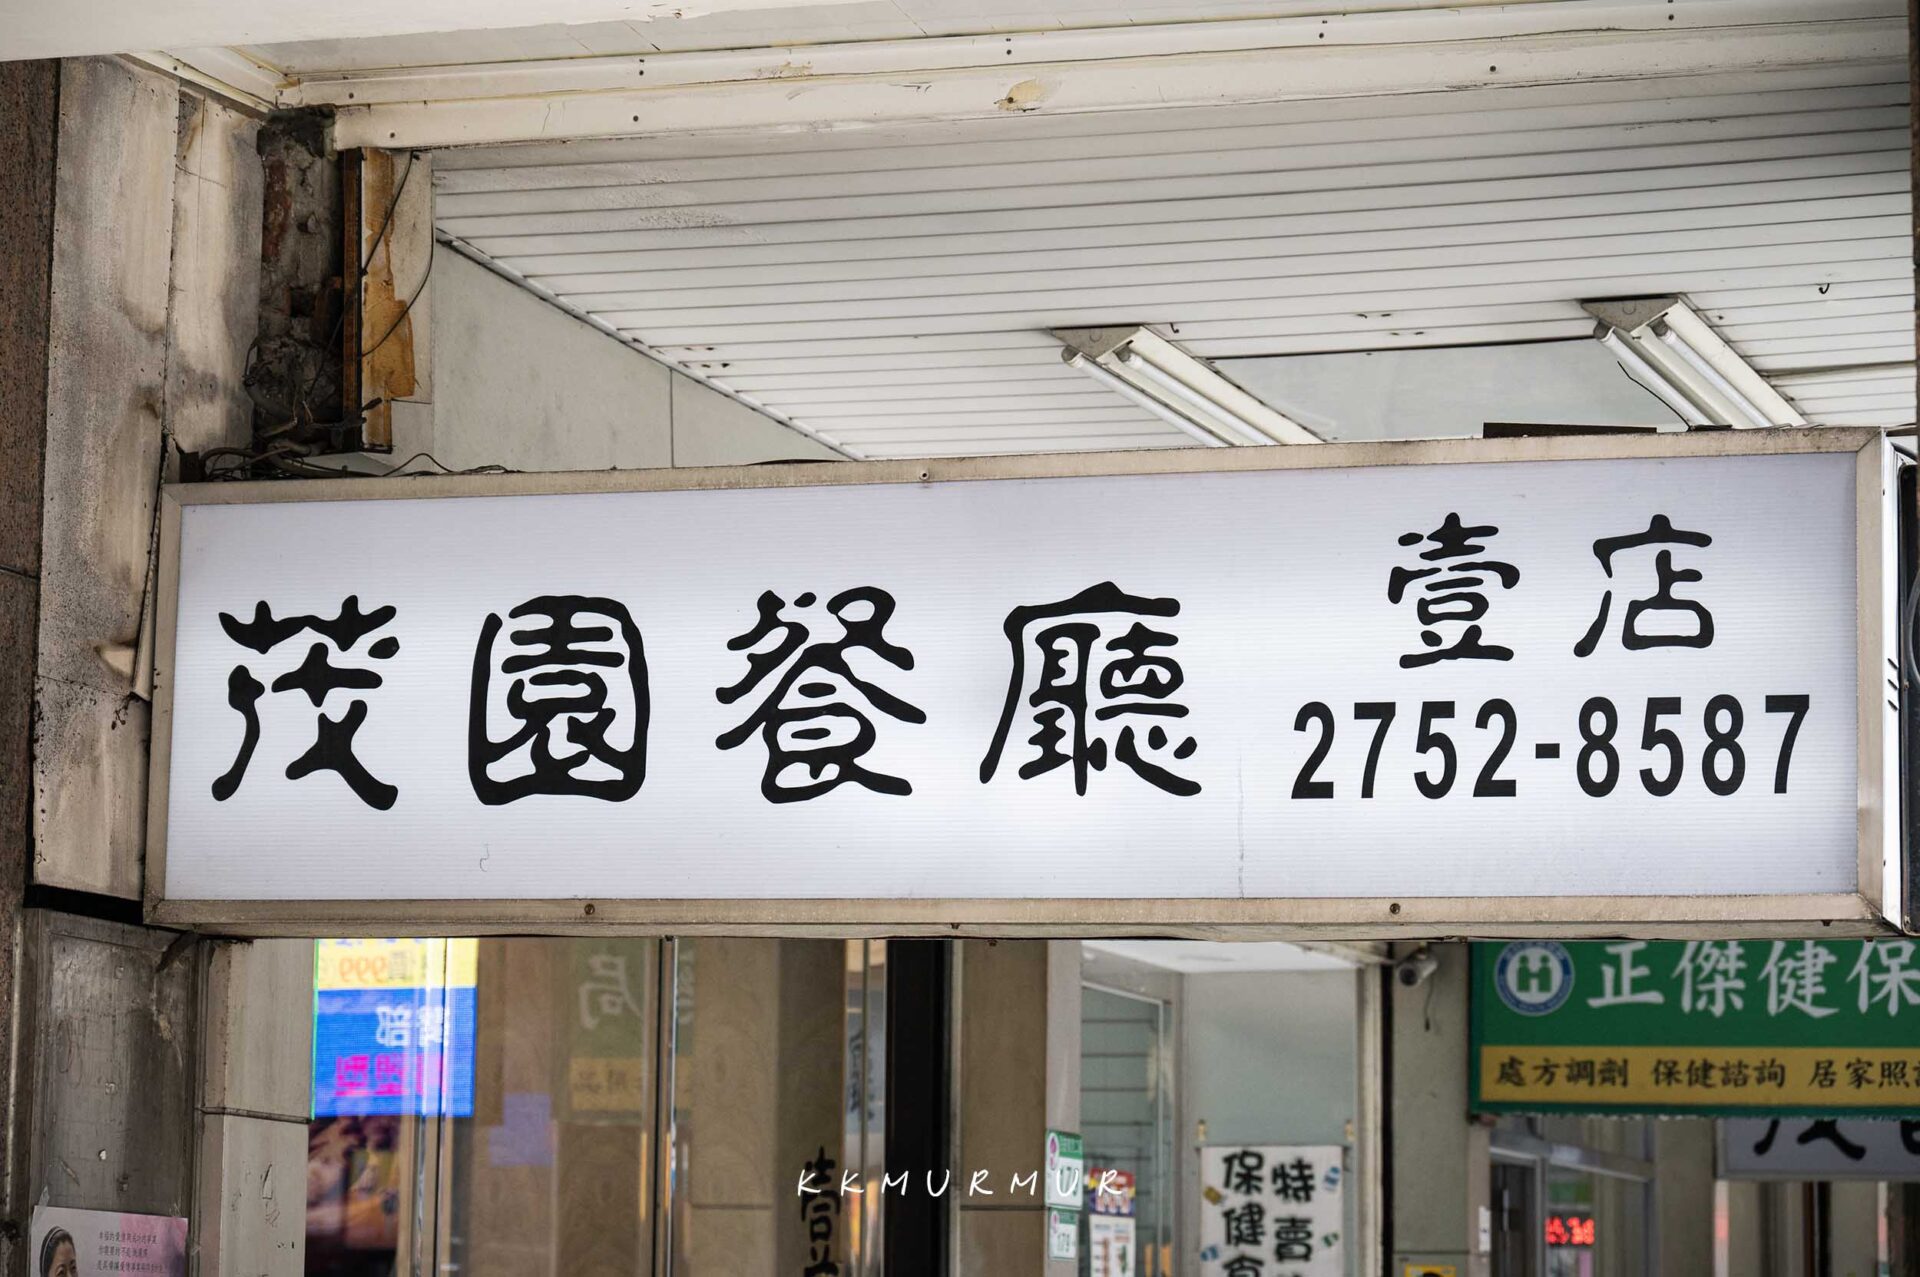 茂園餐廳 壹店
2752-8587
正傑健保
處方調劑 保健諮詢 居家照
特賣
保健食
KKMURMUR